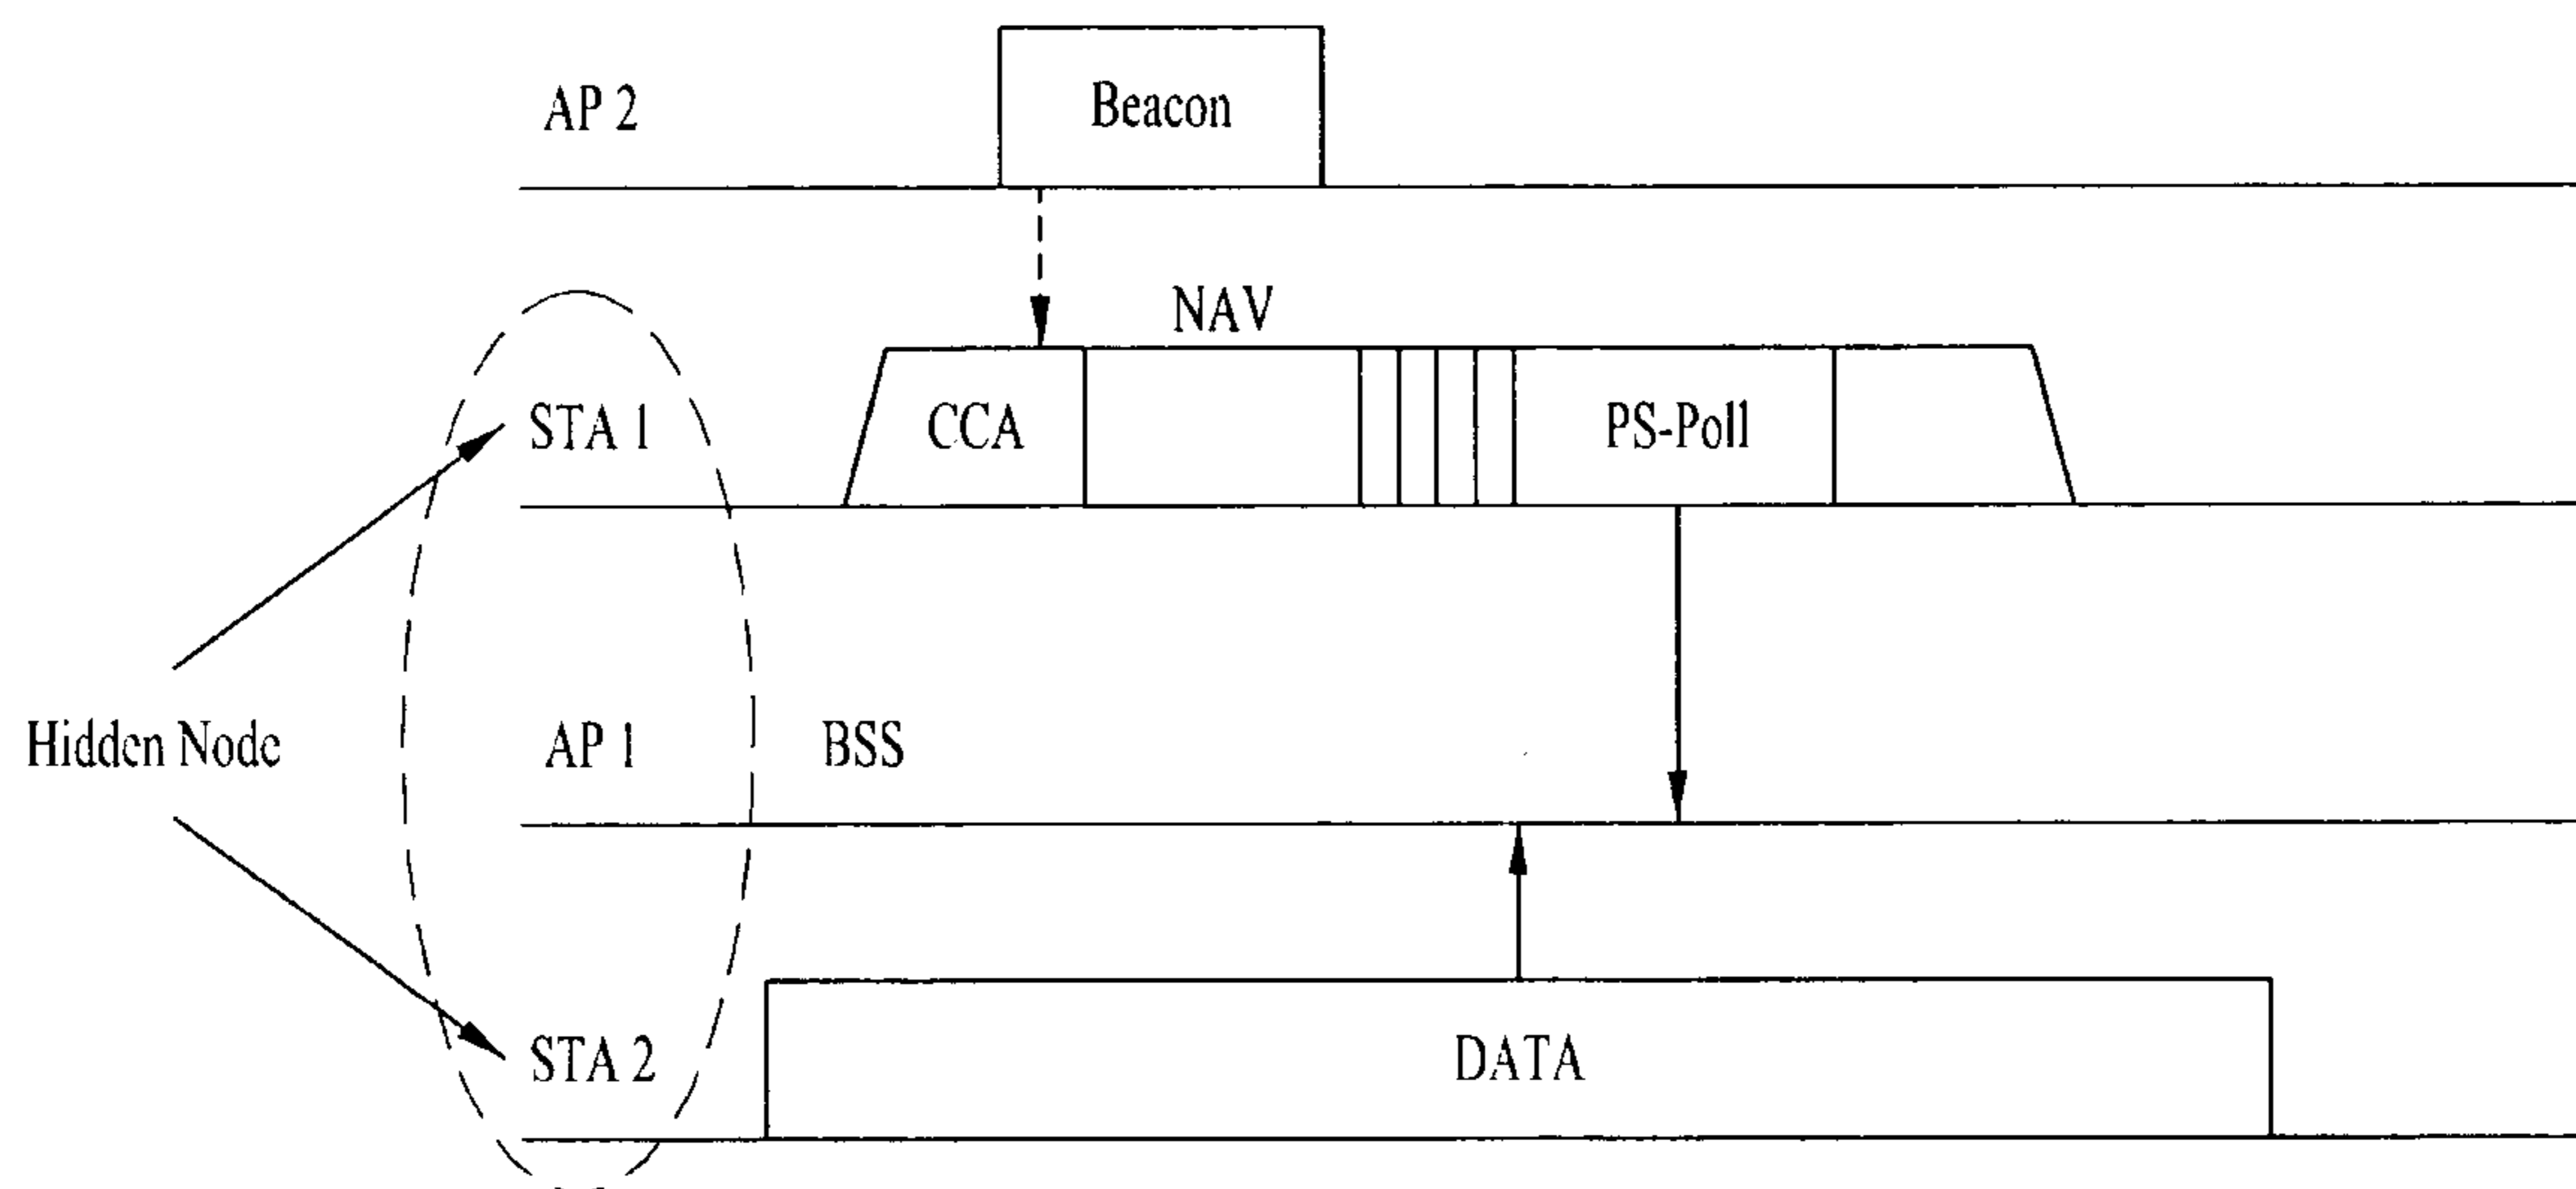 AP 2
Beacon
NAV
STA 1
CCA
PS-Poll
Hidden Node
AP 1
BSS
STA 2
DATA